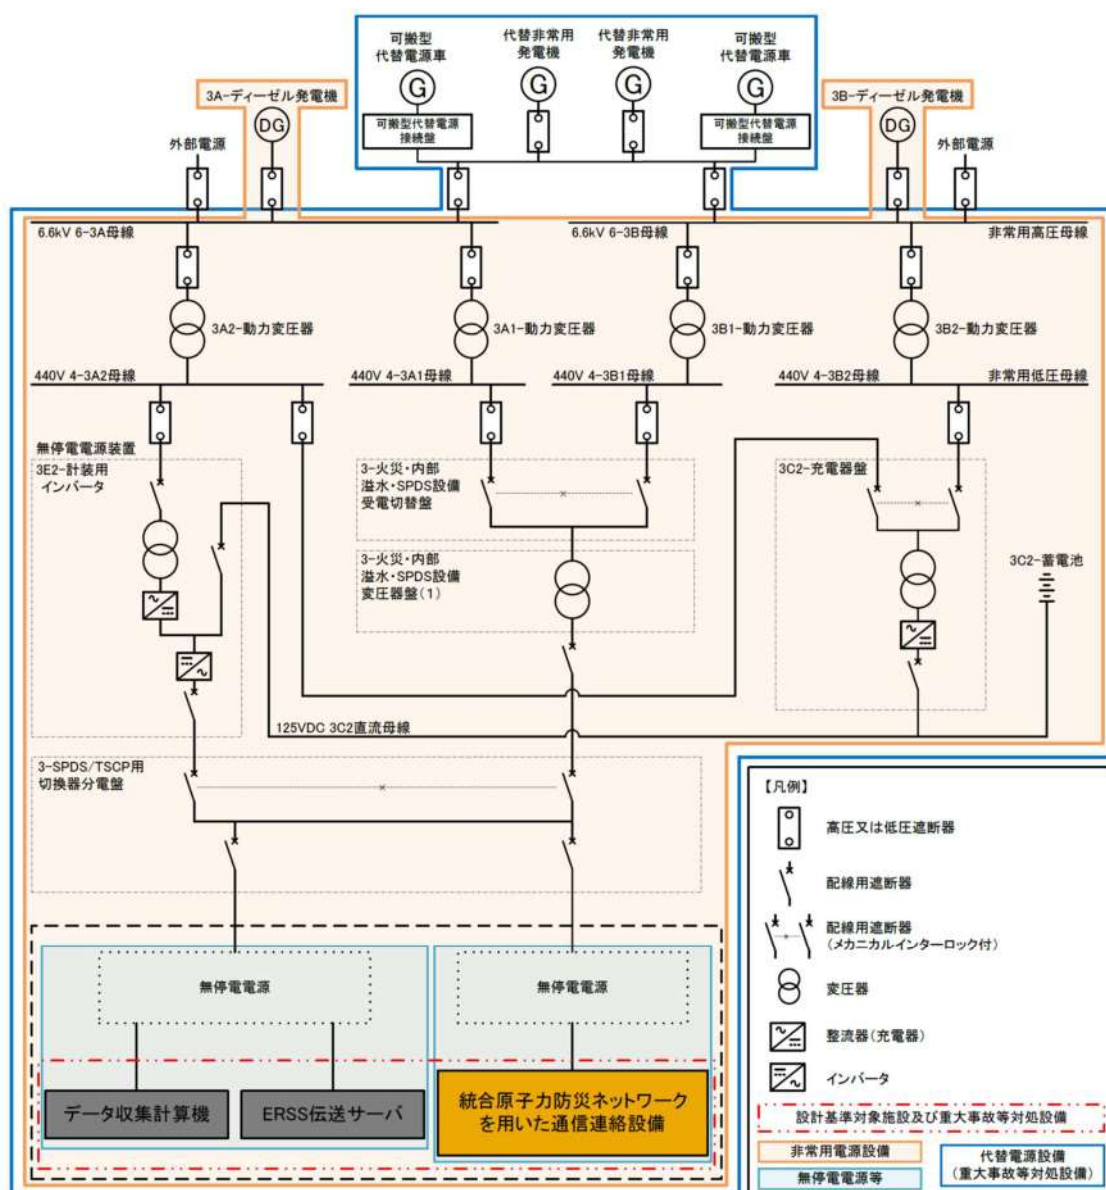 可搬型
代替電源車
代替非常用
発電機
代替非常用
発電機
可搬型
代替電源車
G
G
G
G
3A-ディーゼル発電機
3B-ディーゼル発電機
DG
DG
可搬型代替電源
接続盤
可搬型代替電源
接続盤
外部電源
外部電源
6.6kV 6-3A母線
6.6kV 6-3B母線
非常用高圧母線
3A2-動力変圧器
3A1-動力変圧器
3B1-動力変圧器
3B2-動力変圧器
440V 4-3A2母線
440V 4-3A1母線
440V 4-3B1母線
440V 4-3B2母線
非常用低圧母線
無停電電源装置
3E2-計装用
インバータ
3-火災・内部
溢水・SPDS設備
受電切替盤
3C2-充電器盤
3-火災・内部
溢水・SPDS設備
変圧器盤(1)
3C2-蓄電池
125VDC 3C2直流母線
3-SPDS/TSCP用
切換器分電盤
無停電電源
無停電電源
データ収集計算機
ERSS伝送サーバ
統合原子力防災ネットワーク
を用いた通信連絡設備
【凡例】
高圧又は低圧遮断器
配線用遮断器
配線用遮断器
(メカニカルインターロック付)
変圧器
整流器(充電器)
インバータ
設計基準対象施設及び重大事故等対処設備
非常用電源設備
無停電電源等
代替電源設備
(重大事故等対処設備)